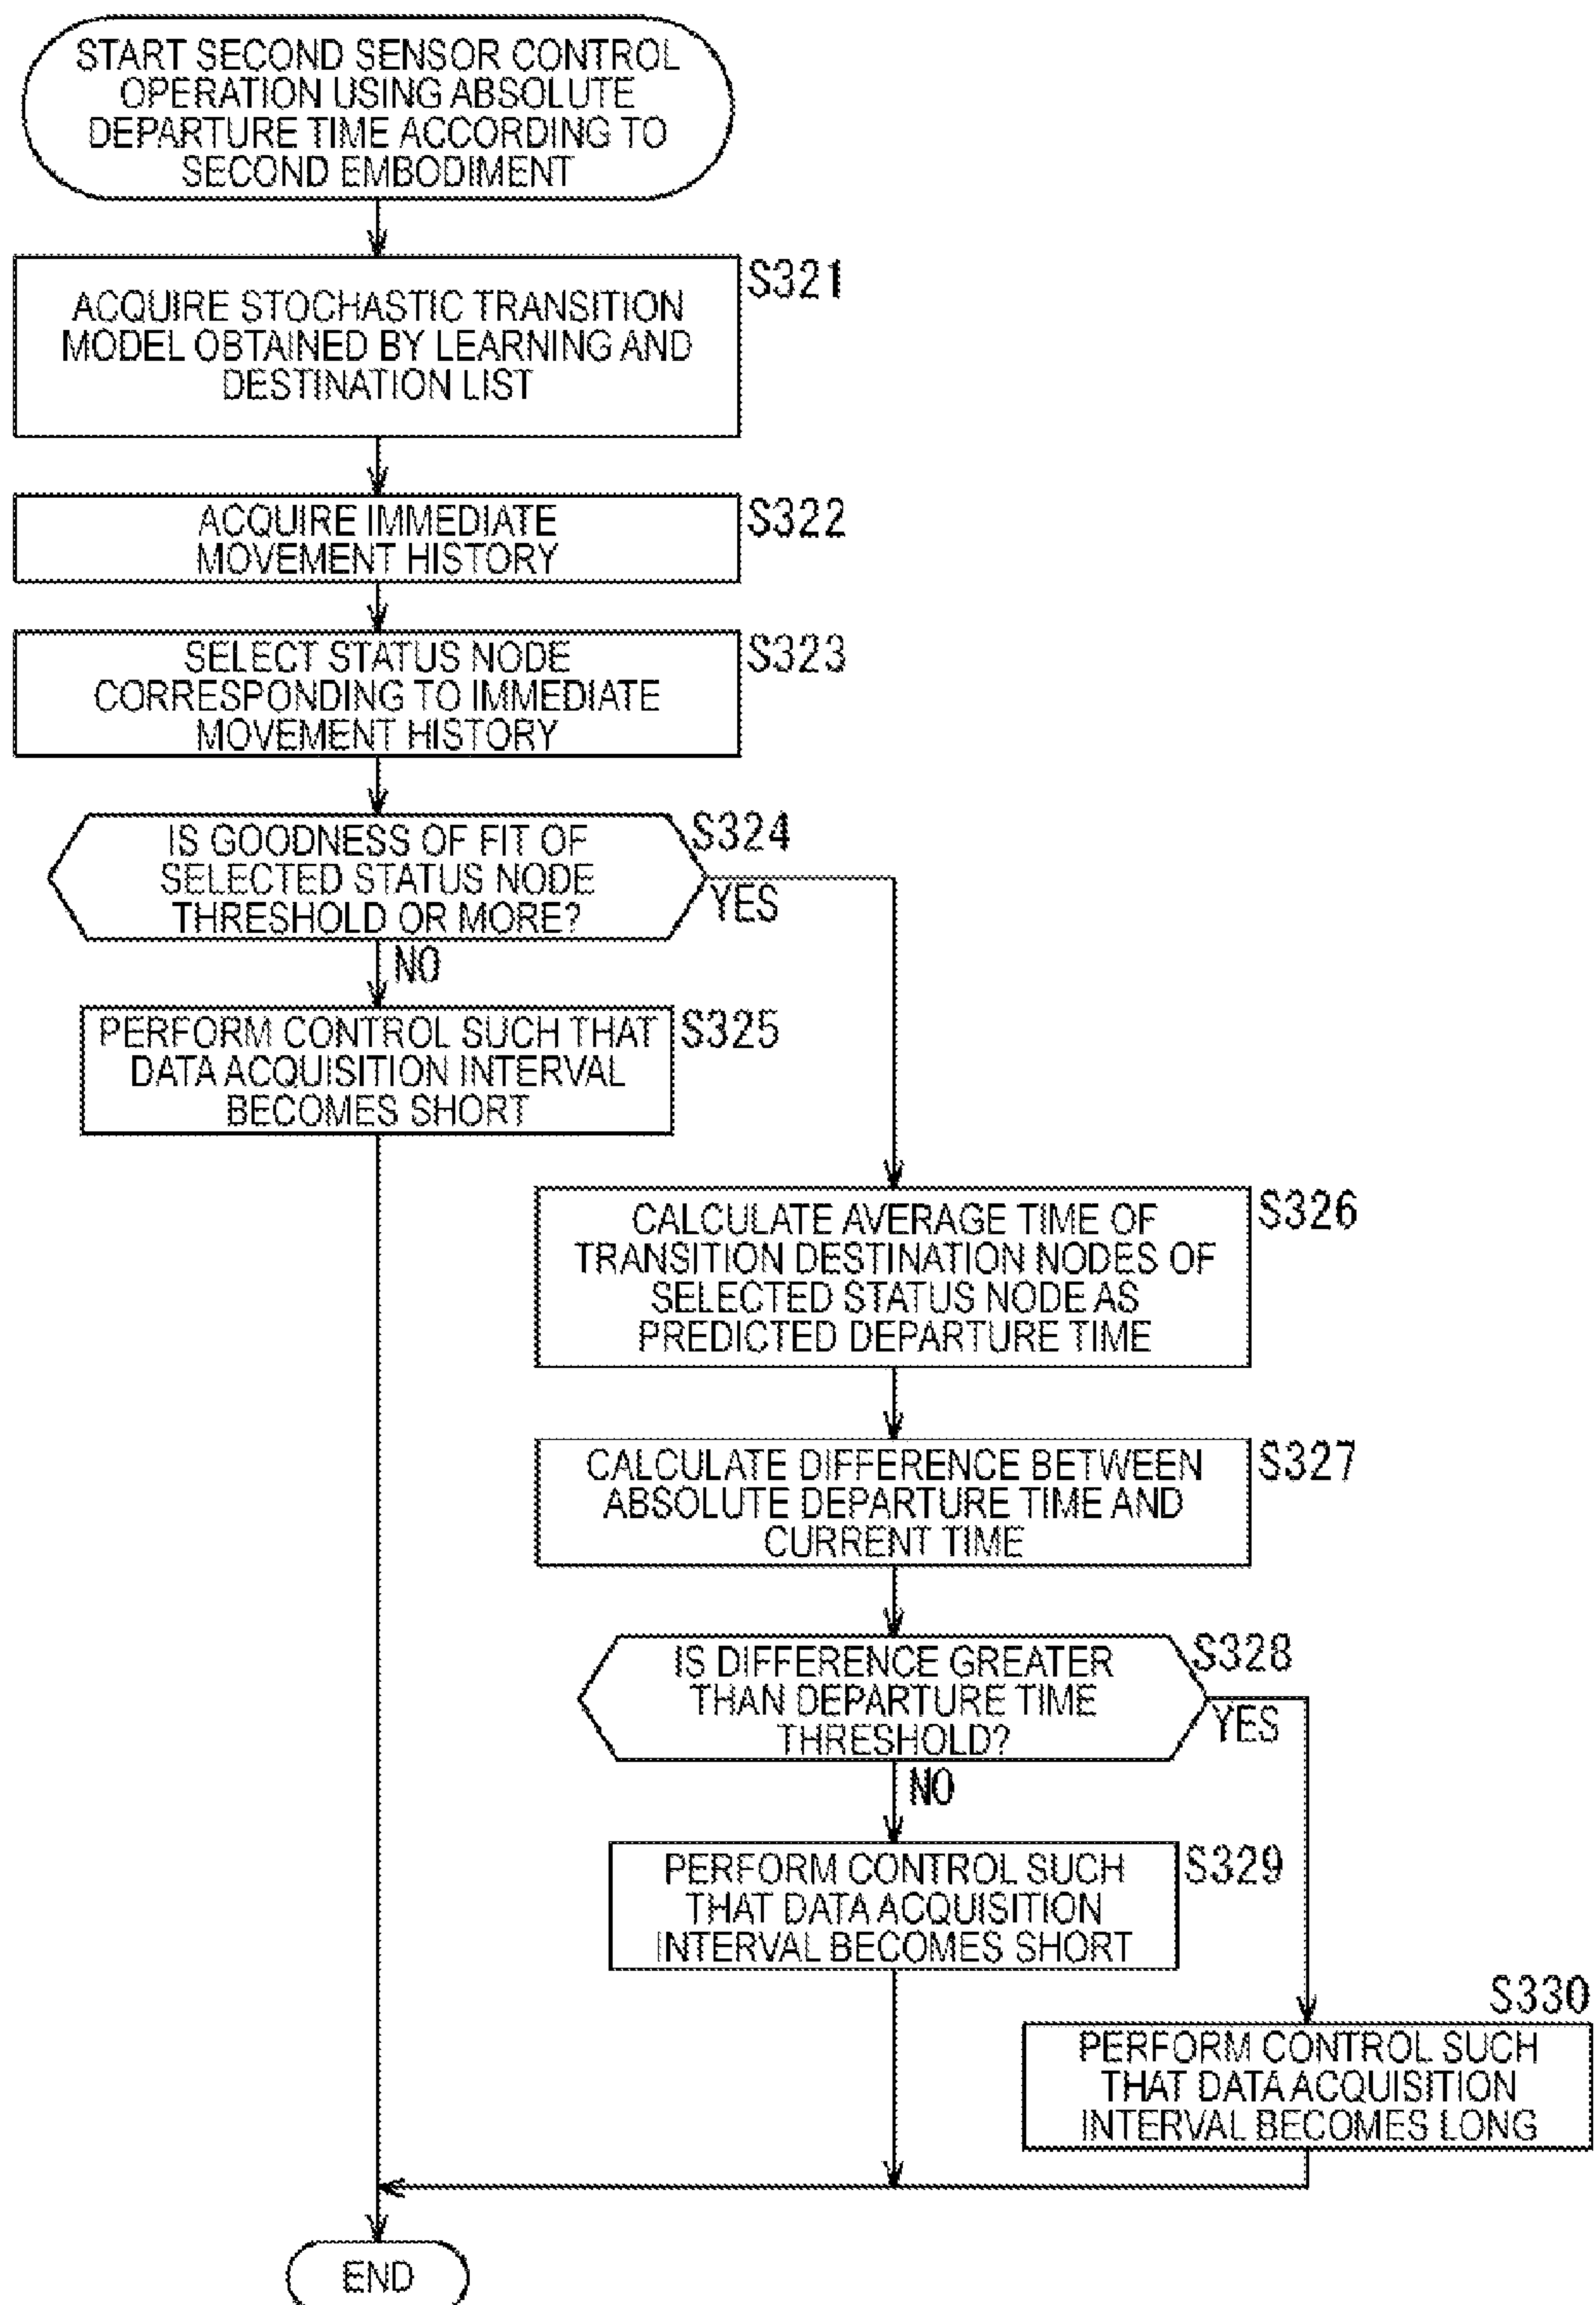 START SECOND SENSOR CONTROL
OPERATION USING ABSOLUTE
DEPARTURE TIME ACCORDING TO
SECOND EMBODIMENT
S321
ACQUIRE STOCHASTIC TRANSITION
MODEL OBTAINED BY LEARNING AND
DESTINATION LIST
S322
ACQUIRE IMMEDIATE
MOVEMENT HISTORY
S323
SELECT STATUS NODE
CORRESPONDING TO IMMEDIATE
MOVEMENT HISTORY
S324
IS GOODNESS OF FIT OF
SELECTED STATUS NODE
THRESHOLD OR MORE?
YES
NO
S325
PERFORM CONTROL SUCH THAT
DATA ACQUISITION INTERVAL
BECOMES SHORT
S326
CALCULATE AVERAGE TIME OF
TRANSITION DESTINATION NODES OF
SELECTED STATUS NODE AS
PREDICTED DEPARTURE TIME
S327
CALCULATE DIFFERENCE BETWEEN
ABSOLUTE DEPARTURE TIME AND
CURRENT TIME
S328
IS DIFFERENCE GREATER
THAN DEPARTURE TIME
THRESHOLD?
YES
NO
S329
PERFORM CONTROL SUCH
THAT DATA ACQUISITION
INTERVAL BECOMES SHORT
S330
PERFORM CONTROL SUCH
THAT DATA ACQUISITION
INTERVAL BECOMES LONG
END